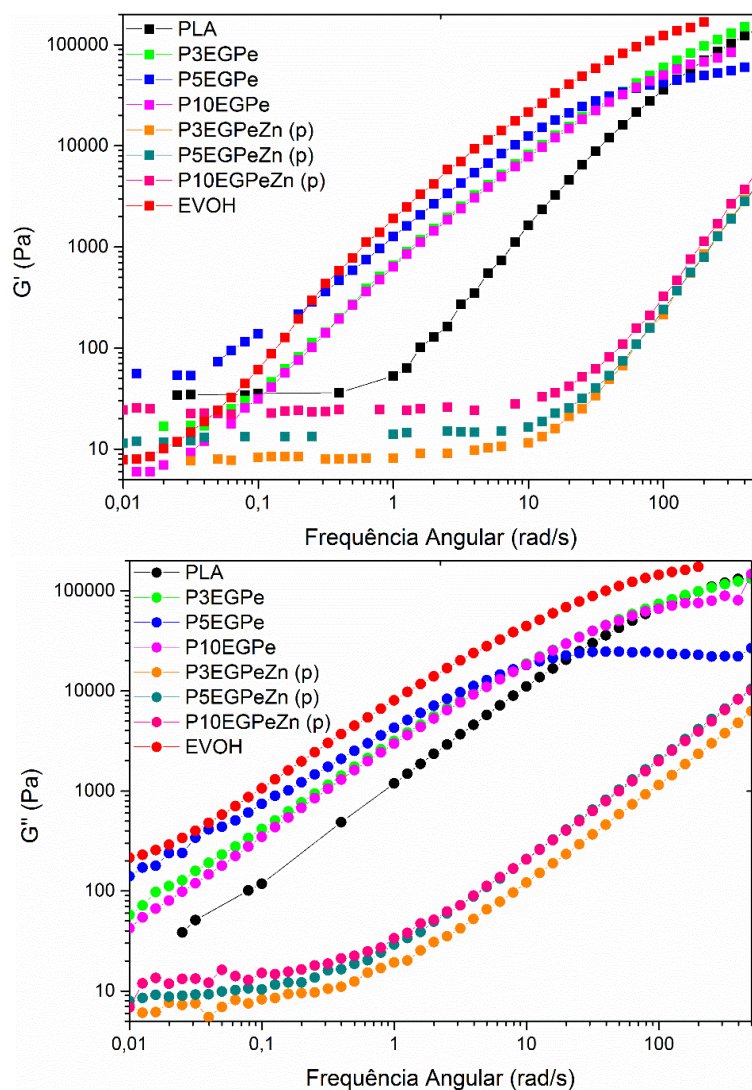 PLA
P3EGPe
P5EGPe
P10EGPe
P3EGPeZn (p)
P5EGPeZn (p)
P10EGPeZn (p)
EVOH
100000
10000
1000
100
10
G' (Pa)
0,01 0,1 1 10 100
Frequência Angular (rad/s)
PLA
P3EGPe
P5EGPe
P10EGPe
P3EGPeZn (p)
P5EGPeZn (p)
P10EGPeZn (p)
EVOH
100000
10000
1000
100
10
G'' (Pa)
0,01 0,1 1 10 100
Frequência Angular (rad/s)